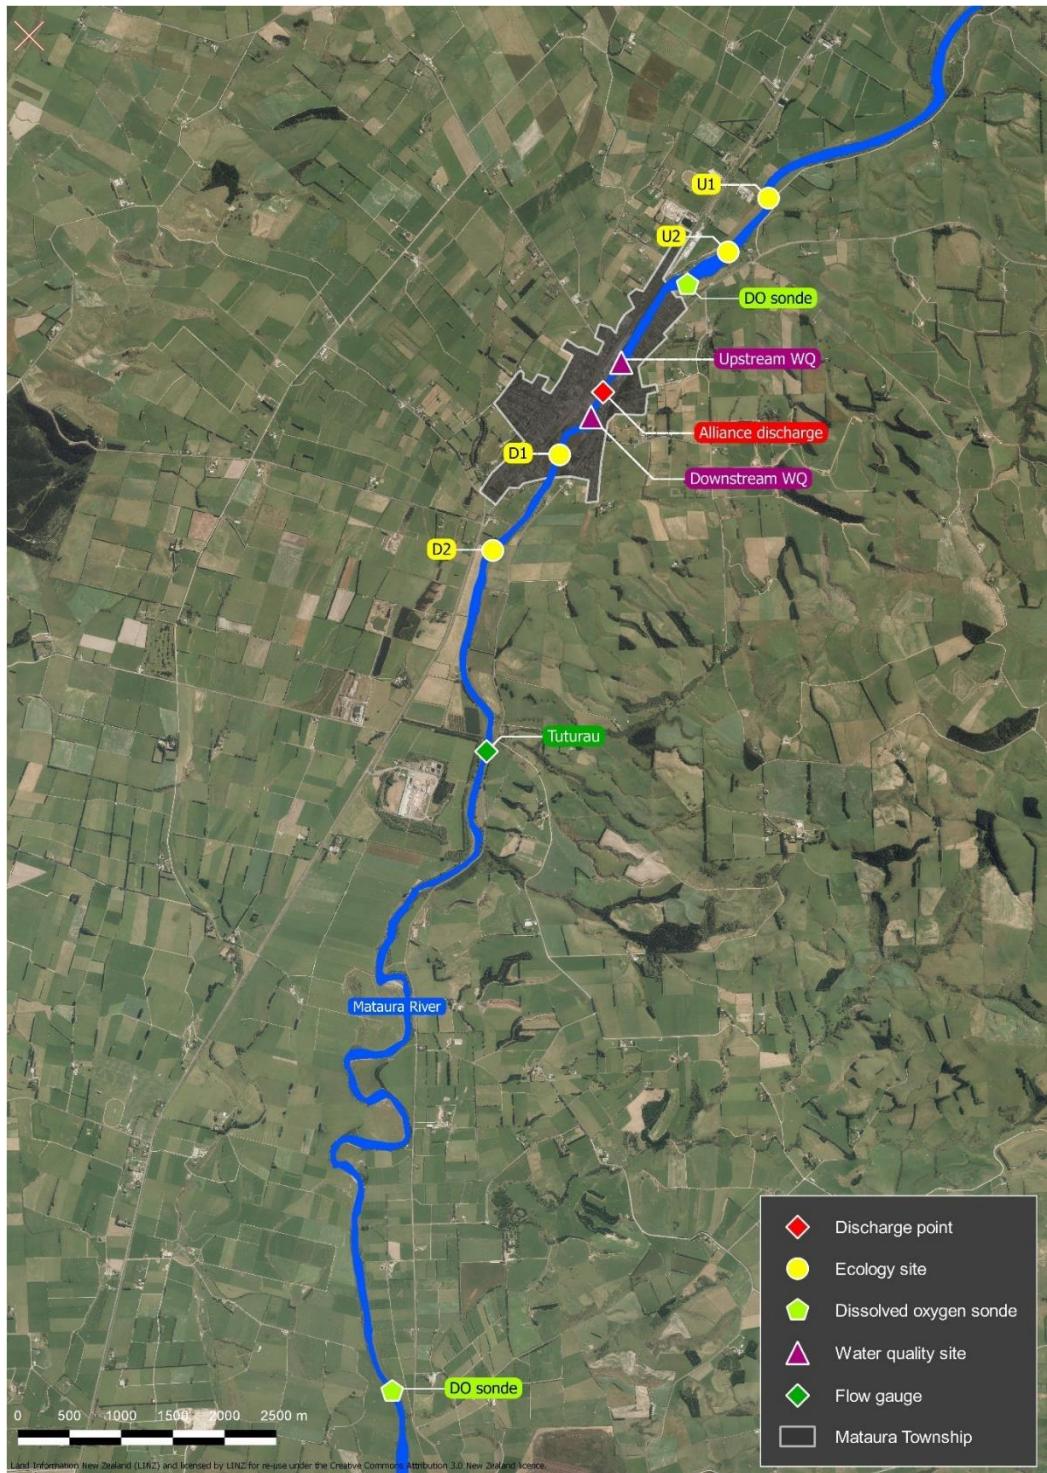 U1
U2
DO sonde
Upstream WQ
Alliance discharge
D1
Downstream WQ
D2
Tuturau
Mataura River
DO sonde
Discharge point
Ecology site
Dissolved oxygen sonde
Water quality site
Flow gauge
Mataura Township
0 500 1000 1500 2000 2500 m
Land Information New Zealand (LINZ) and licensed by LINZ for re-use under the Creative Commons Attribution 3.0 New Zealand licence.